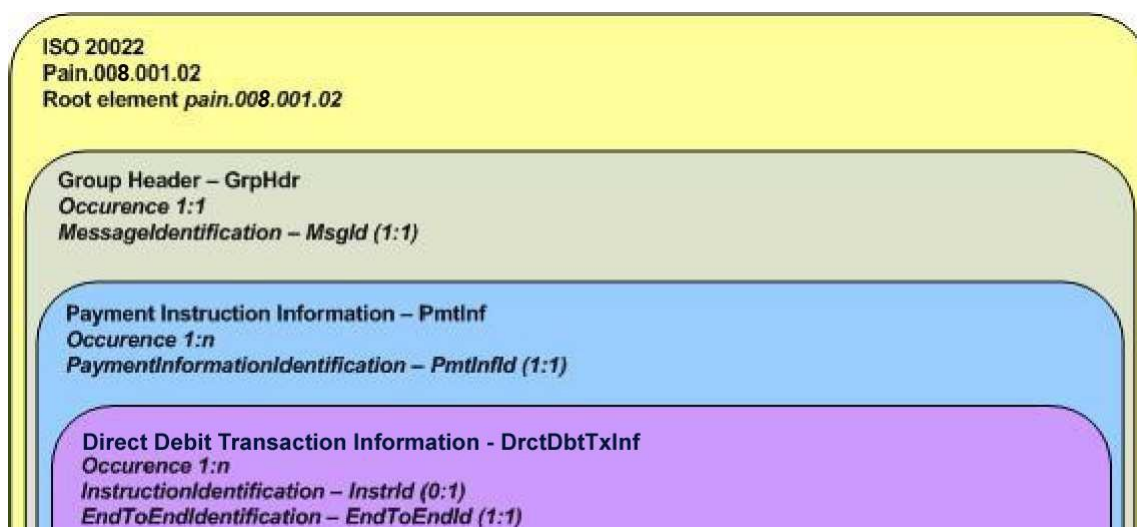 ISO 20022
Pain.008.001.02
Root element pain.008.001.02
Group Header – GrpHdr
Occurence 1:1
MessageIdentification – MsgId (1:1)
Payment Instruction Information – PmtInf
Occurence 1:n
PaymentInformationIdentification – PmtInfId (1:1)
Direct Debit Transaction Information - DrctDbtTxInf
Occurence 1:n
InstructionIdentification – InstrId (0:1)
EndToEndIdentification – EndToEndId (1:1)